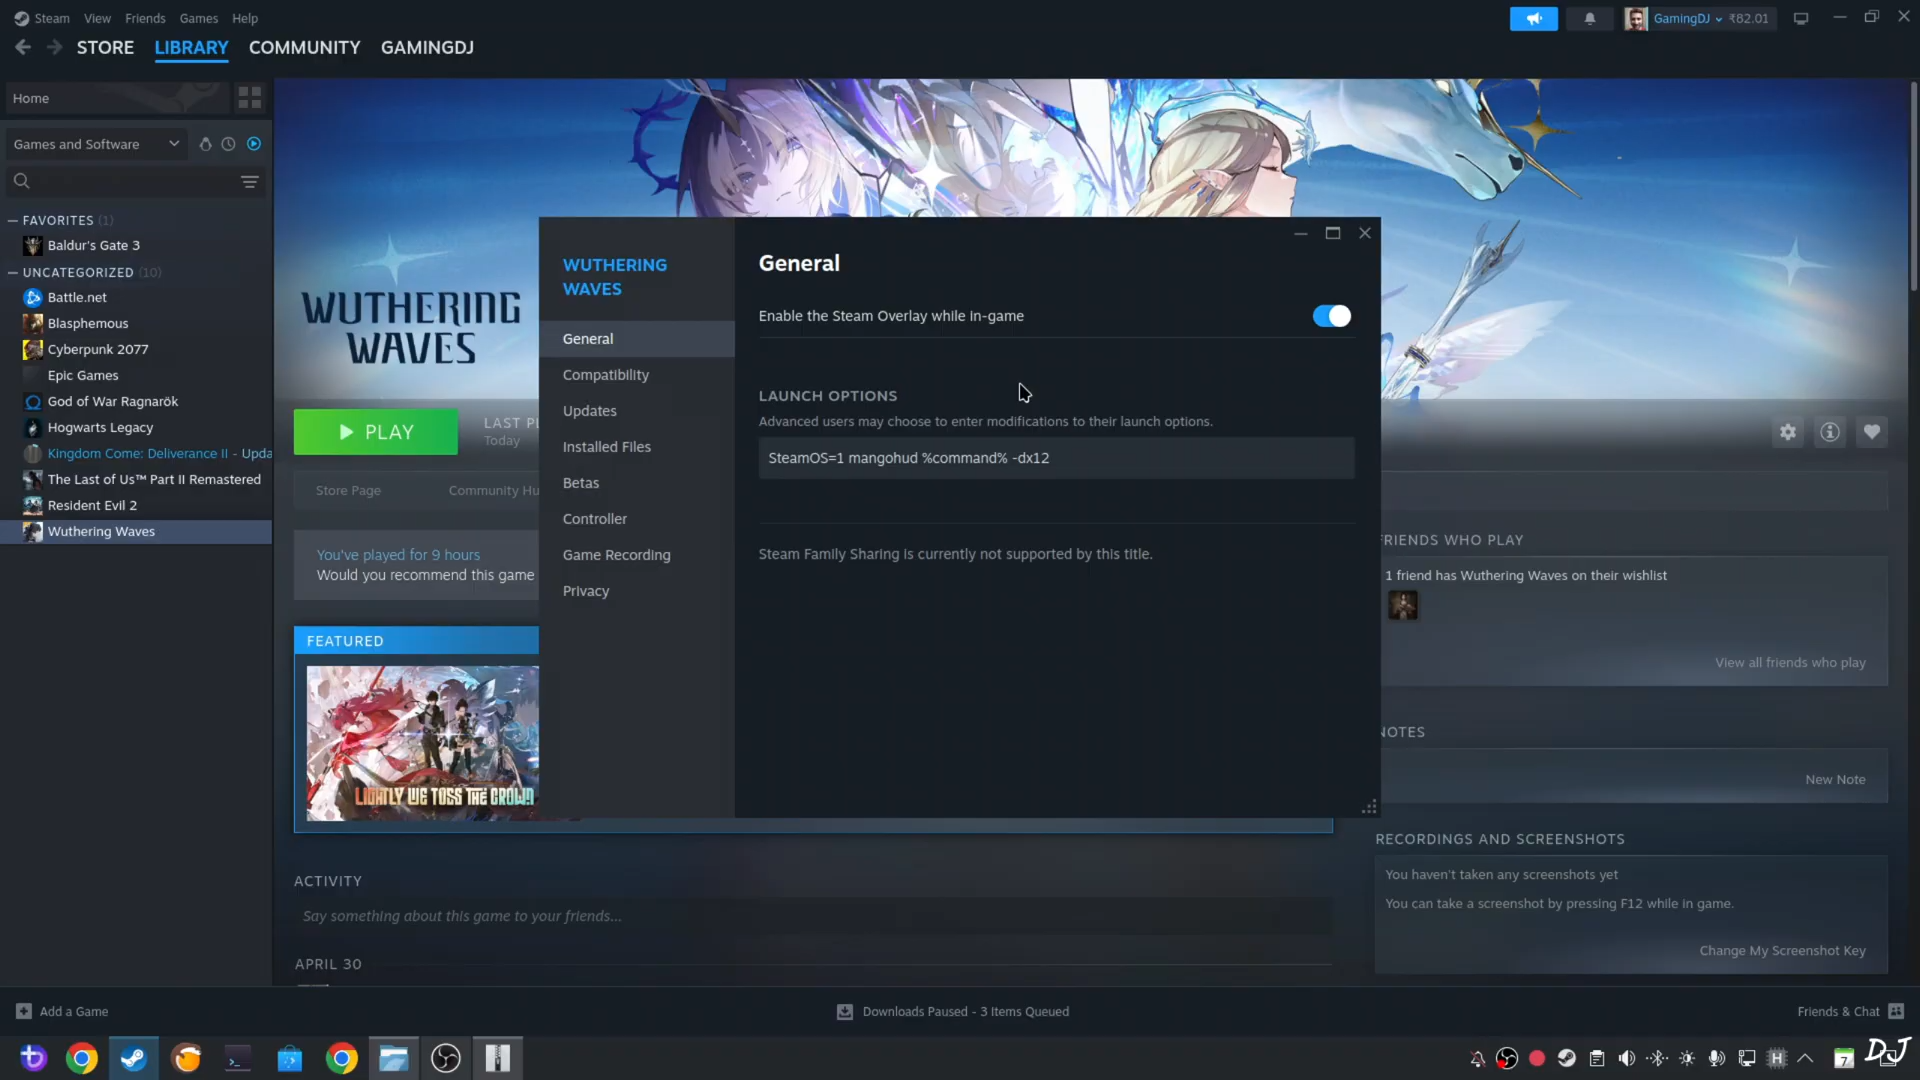 Steam View Friends Games Help
GamingDJ ₹82.01
STORE LIBRARY COMMUNITY GAMINGDJ
Home
Games and Software
— FAVORITES (1)
Baldur's Gate 3
— UNCATEGORIZED (10)
Battle.net
Blasphemous
Cyberpunk 2077
Epic Games
God of War Ragnarök
Hogwarts Legacy
Kingdom Come: Deliverance II - Upda
The Last of Us™ Part II Remastered
Resident Evil 2
Wuthering Waves
WUTHERING
WAVES
PLAY
LAST PL
Today
Store Page Community Hu
You've played for 9 hours
Would you recommend this game
FEATURED
LIGHTLY WE TOSS THE CROWN
ACTIVITY
Say something about this game to your friends...
APRIL 30
WUTHERING
WAVES
General
Compatibility
Updates
Installed Files
Betas
Controller
Game Recording
Privacy
General
Enable the Steam Overlay while in-game
LAUNCH OPTIONS
Advanced users may choose to enter modifications to their launch options.
SteamOS=1 mangohud %command% -dx12
Steam Family Sharing is currently not supported by this title.
FRIENDS WHO PLAY
1 friend has Wuthering Waves on their wishlist
View all friends who play
NOTES
New Note
RECORDINGS AND SCREENSHOTS
You haven't taken any screenshots yet
You can take a screenshot by pressing F12 while in game.
Change My Screenshot Key
Add a Game
Downloads Paused - 3 Items Queued
Friends & Chat
H
7
DJ